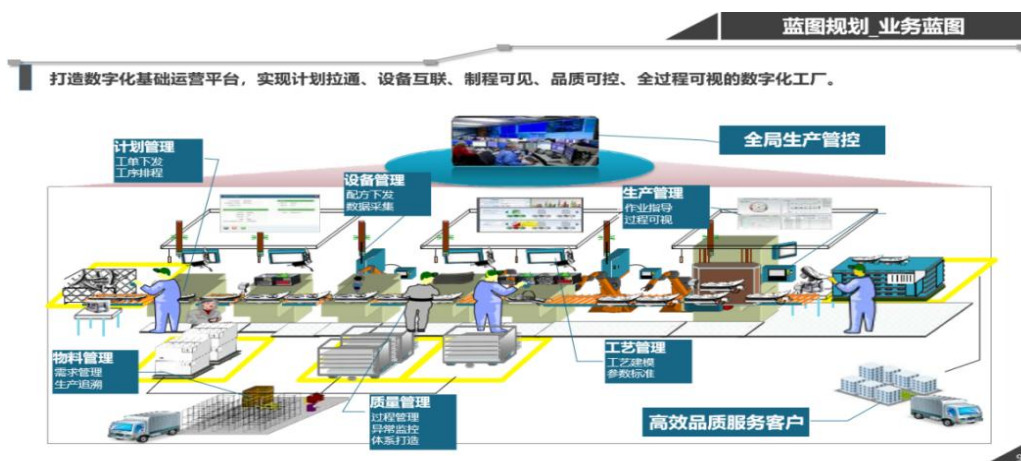 蓝图规划_业务蓝图
打造数字化基础运营平台，实现计划拉通、设备互联、制程可见、品质可控、全过程可视的数字化工厂。
全局生产管控
计划管理
工单下发
工序排程
设备管理
配方下发
数据采集
生产管理
作业指导
过程可视
物料管理
需求管理
生产追溯
质量管理
过程管理
异常监控
体系打造
工艺管理
工艺建模
参数标准
高效品质服务客户